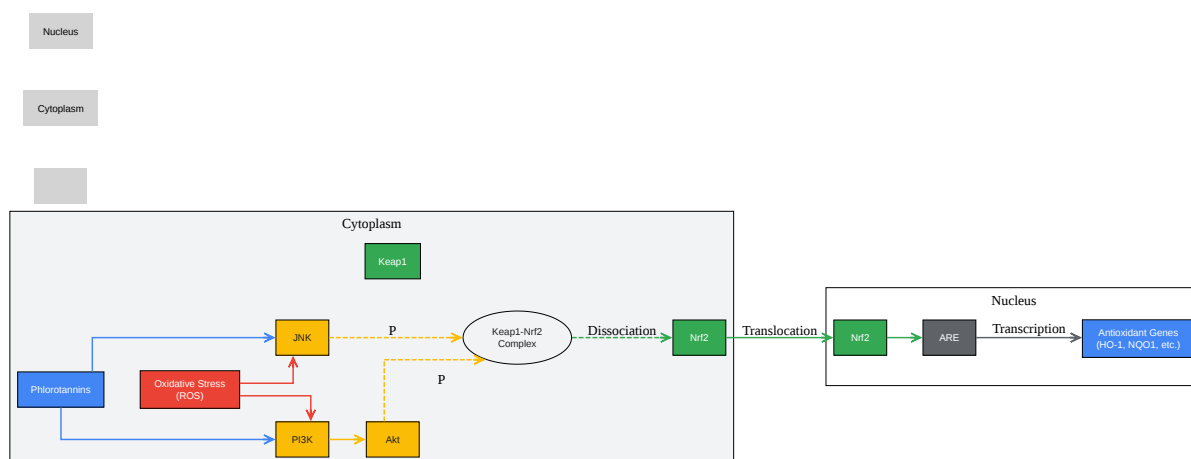 Nucleus
Cytoplasm
Cytoplasm
Keap1
Nucleus
JNK
P
Keap1-Nrf2
Complex
Dissociation
Nrf2
Translocation
Nrf2
ARE
Transcription
Antioxidant Genes
(HO-1, NQO1, etc.)
P
Phlorotannins
Oxidative Stress
(ROS)
PI3K
Akt